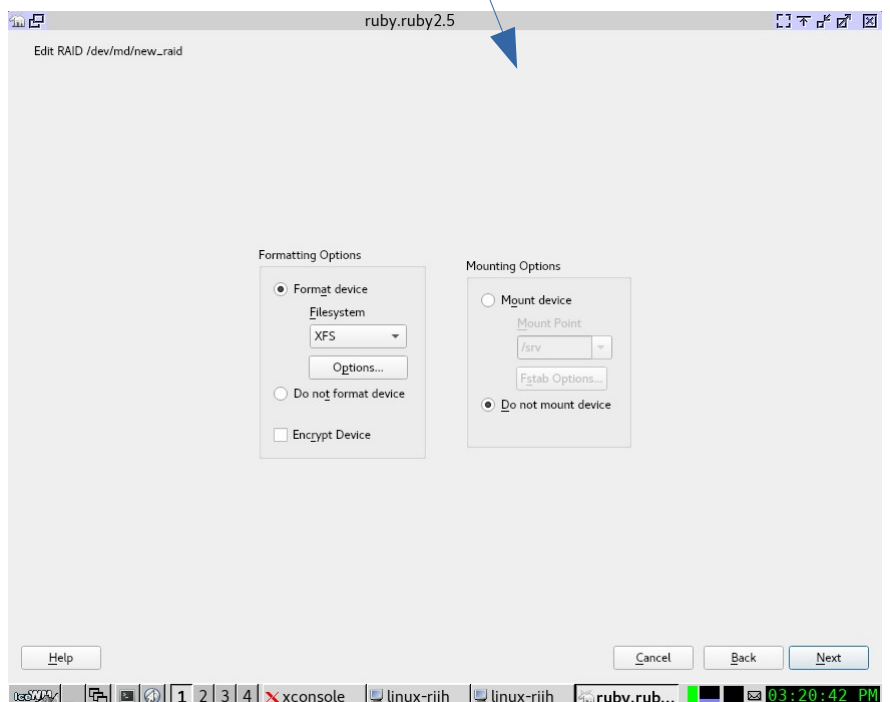 ruby.ruby2.5
Edit RAID /dev/md/new_raid
Formatting Options
Format device
Filesystem
XFS
Options...
Do not format device
Encrypt Device
Mounting Options
Mount device
Mount Point
/srv
Fstab Options...
Do not mount device
Help
Cancel
Back
Next
IceWM 1 2 3 4 xconsole linux-riih linux-riih ruby.rub... 03:20:42 PM